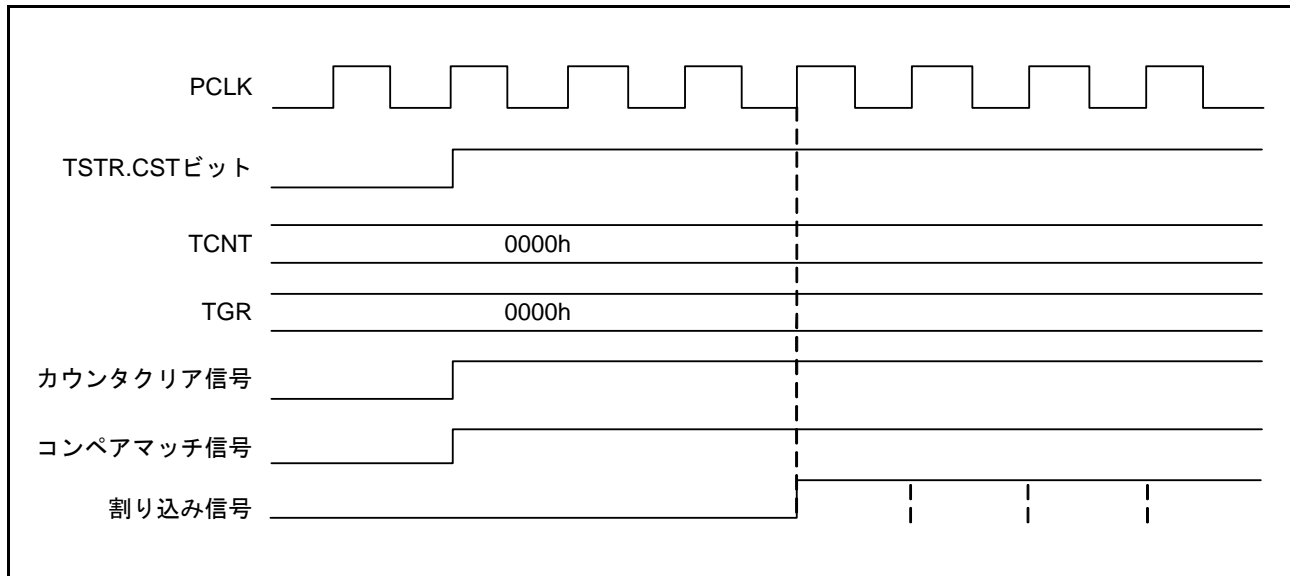 PCLK
TSTR.CSTビット
TCNT 0000h
TGR 0000h
カウンタクリア信号
コンペアマッチ信号
割り込み信号